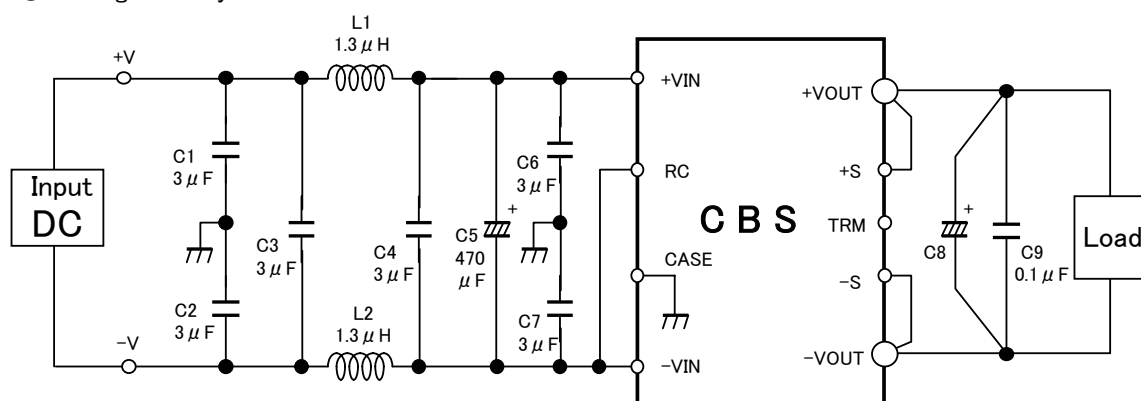 L1
1.3μH
+V
+VIN
+VOUT
C1
3μF
C6
3μF
RC
+S
Input
DC
CBS
TRM
Load
C3
3μF
C4
3μF
C5
470
μF
+
CASE
-S
C8
+
C9
0.1μF
C2
3μF
L2
1.3μH
C7
3μF
-V
-VIN
-VOUT